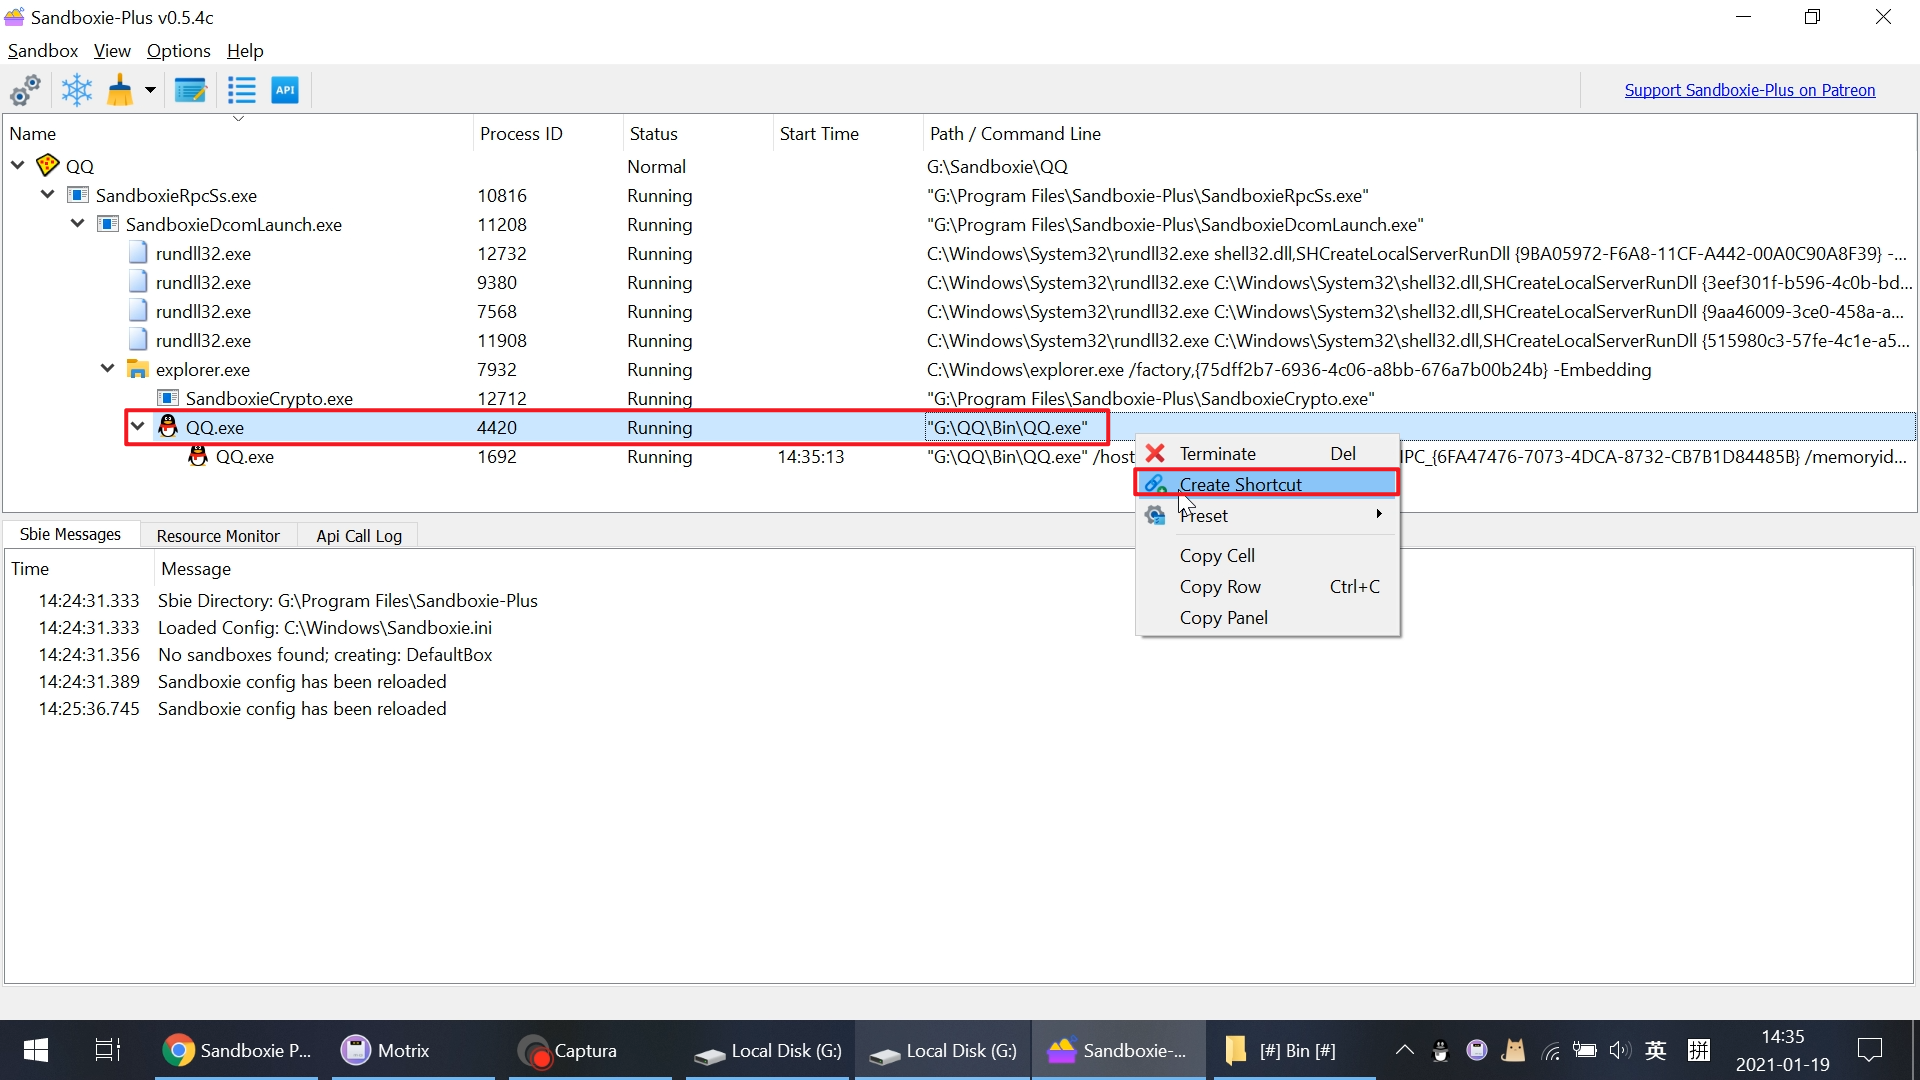 Sandboxie-Plus v0.5.4c
Sandbox View Options Help
API
Support Sandboxie-Plus on Patreon
Name Process ID Status Start Time Path / Command Line
QQ Normal G:\Sandboxie\QQ
SandboxieRpcSs.exe 10816 Running "G:\Program Files\Sandboxie-Plus\SandboxieRpcSs.exe"
SandboxieDcomLaunch.exe 11208 Running "G:\Program Files\Sandboxie-Plus\SandboxieDcomLaunch.exe"
rundll32.exe 12732 Running C:\Windows\System32\rundll32.exe shell32.dll,SHCreateLocalServerRunDll {9BA05972-F6A8-11CF-A442-00A0C90A8F39} -...
rundll32.exe 9380 Running C:\Windows\System32\rundll32.exe C:\Windows\System32\shell32.dll,SHCreateLocalServerRunDll {3eef301f-b596-4c0b-bd...
rundll32.exe 7568 Running C:\Windows\System32\rundll32.exe C:\Windows\System32\shell32.dll,SHCreateLocalServerRunDll {9aa46009-3ce0-458a-a...
rundll32.exe 11908 Running C:\Windows\System32\rundll32.exe C:\Windows\System32\shell32.dll,SHCreateLocalServerRunDll {515980c3-57fe-4c1e-a5...
explorer.exe 7932 Running C:\Windows\explorer.exe /factory,{75dff2b7-6936-4c06-a8bb-676a7b00b24b} -Embedding
SandboxieCrypto.exe 12712 Running "G:\Program Files\Sandboxie-Plus\SandboxieCrypto.exe"
QQ.exe 4420 Running "G:\QQ\Bin\QQ.exe"
QQ.exe 1692 Running 14:35:13 "G:\QQ\Bin\QQ.exe" /host IPC_{6FA47476-7073-4DCA-8732-CB7B1D84485B} /memoryid...
Terminate Del
Create Shortcut
Preset
Copy Cell
Copy Row Ctrl+C
Copy Panel
Sbie Messages Resource Monitor Api Call Log
Time Message
14:24:31.333 Sbie Directory: G:\Program Files\Sandboxie-Plus
14:24:31.333 Loaded Config: C:\Windows\Sandboxie.ini
14:24:31.356 No sandboxes found; creating: DefaultBox
14:24:31.389 Sandboxie config has been reloaded
14:25:36.745 Sandboxie config has been reloaded
Sandboxie P... Motrix Captura Local Disk (G:) Local Disk (G:) Sandboxie-... [#] Bin [#] 英 拼 14:35
2021-01-19